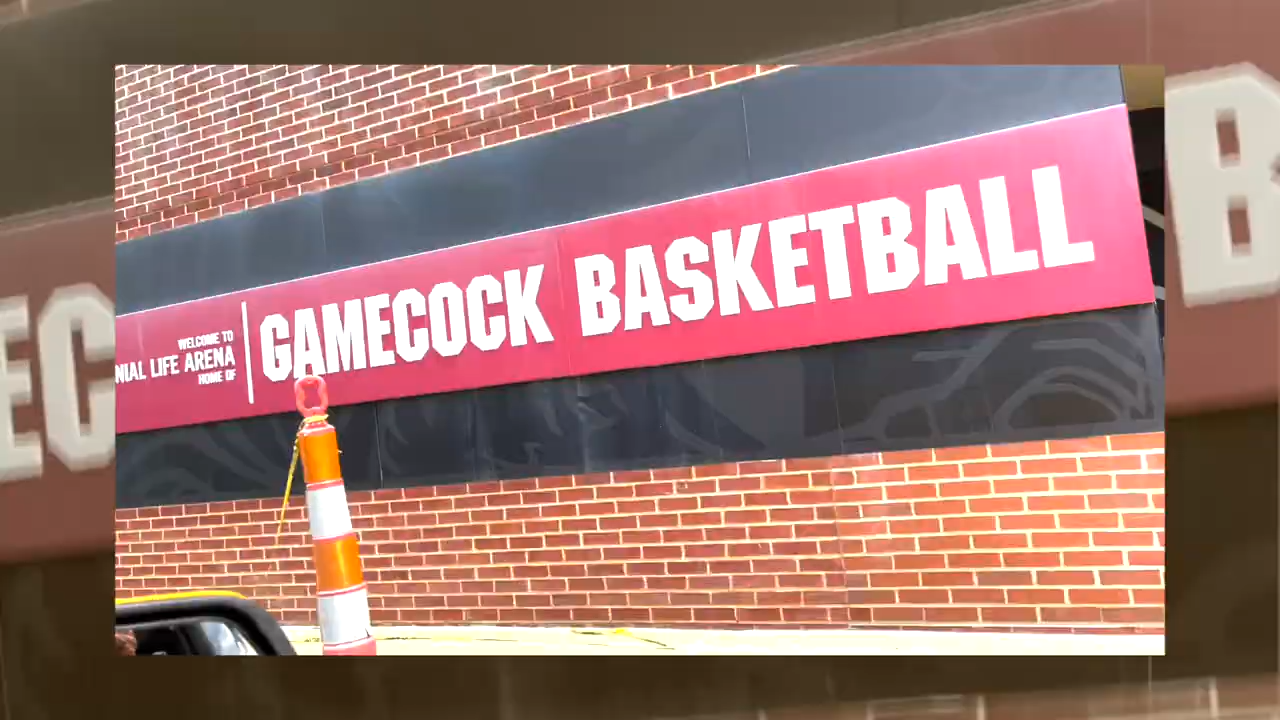 WELCOME TO
NIAL LIFE ARENA
HOME OF
GAMECOCK BASKETBALL